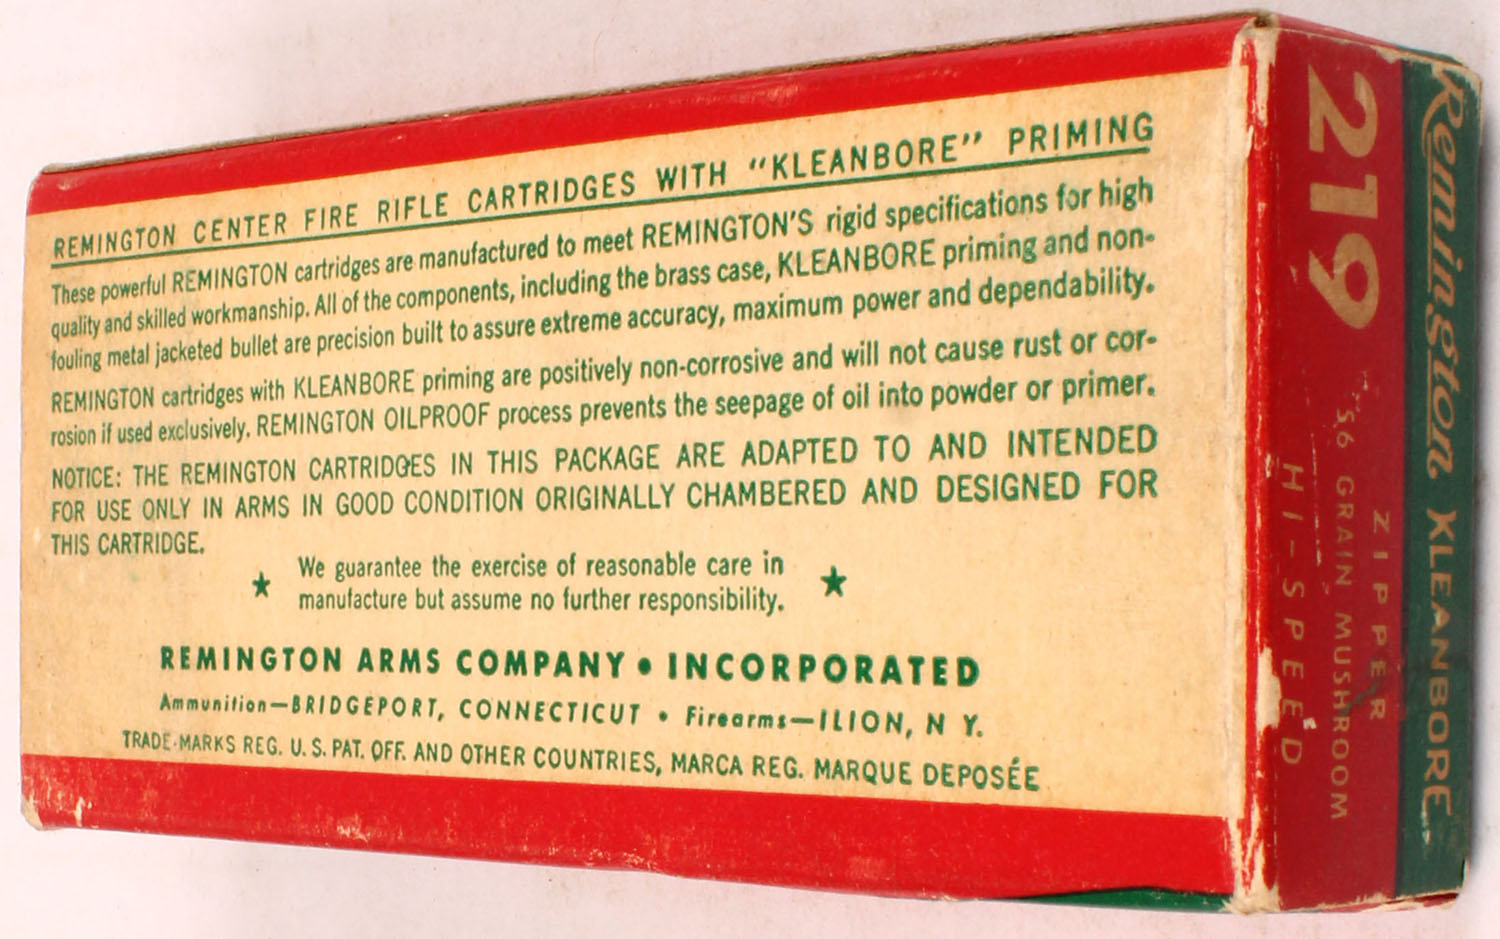 REMINGTON CENTER FIRE RIFLE CARTRIDGES WITH "KLEANBORE" PRIMING
These powerful REMINGTON cartridges are manufactured to meet REMINGTON'S rigid specifications for high
quality and skilled workmanship. All of the components, including the brass case, KLEANBORE priming and non-
fouling metal jacketed bullet are precision built to assure extreme accuracy, maximum power and dependability.
REMINGTON cartridges with KLEANBORE priming are positively non-corrosive and will not cause rust or cor-
rosion if used exclusively. REMINGTON OILPROOF process prevents the seepage of oil into powder or primer.
NOTICE: THE REMINGTON CARTRIDGES IN THIS PACKAGE ARE ADAPTED TO AND INTENDED
FOR USE ONLY IN ARMS IN GOOD CONDITION ORIGINALLY CHAMBERED AND DESIGNED FOR
THIS CARTRIDGE.
★ We guarantee the exercise of reasonable care in ★
manufacture but assume no further responsibility.
REMINGTON ARMS COMPANY • INCORPORATED
Ammunition—BRIDGEPORT, CONNECTICUT • Firearms—ILION, N Y.
TRADE-MARKS REG. U. S. PAT. OFF. AND OTHER COUNTRIES, MARCA REG. MARQUE DEPOSÉE
Remington KLEANBORE
219 ZIPPER
56 GRAIN MUSHROOM
HI-SPEED